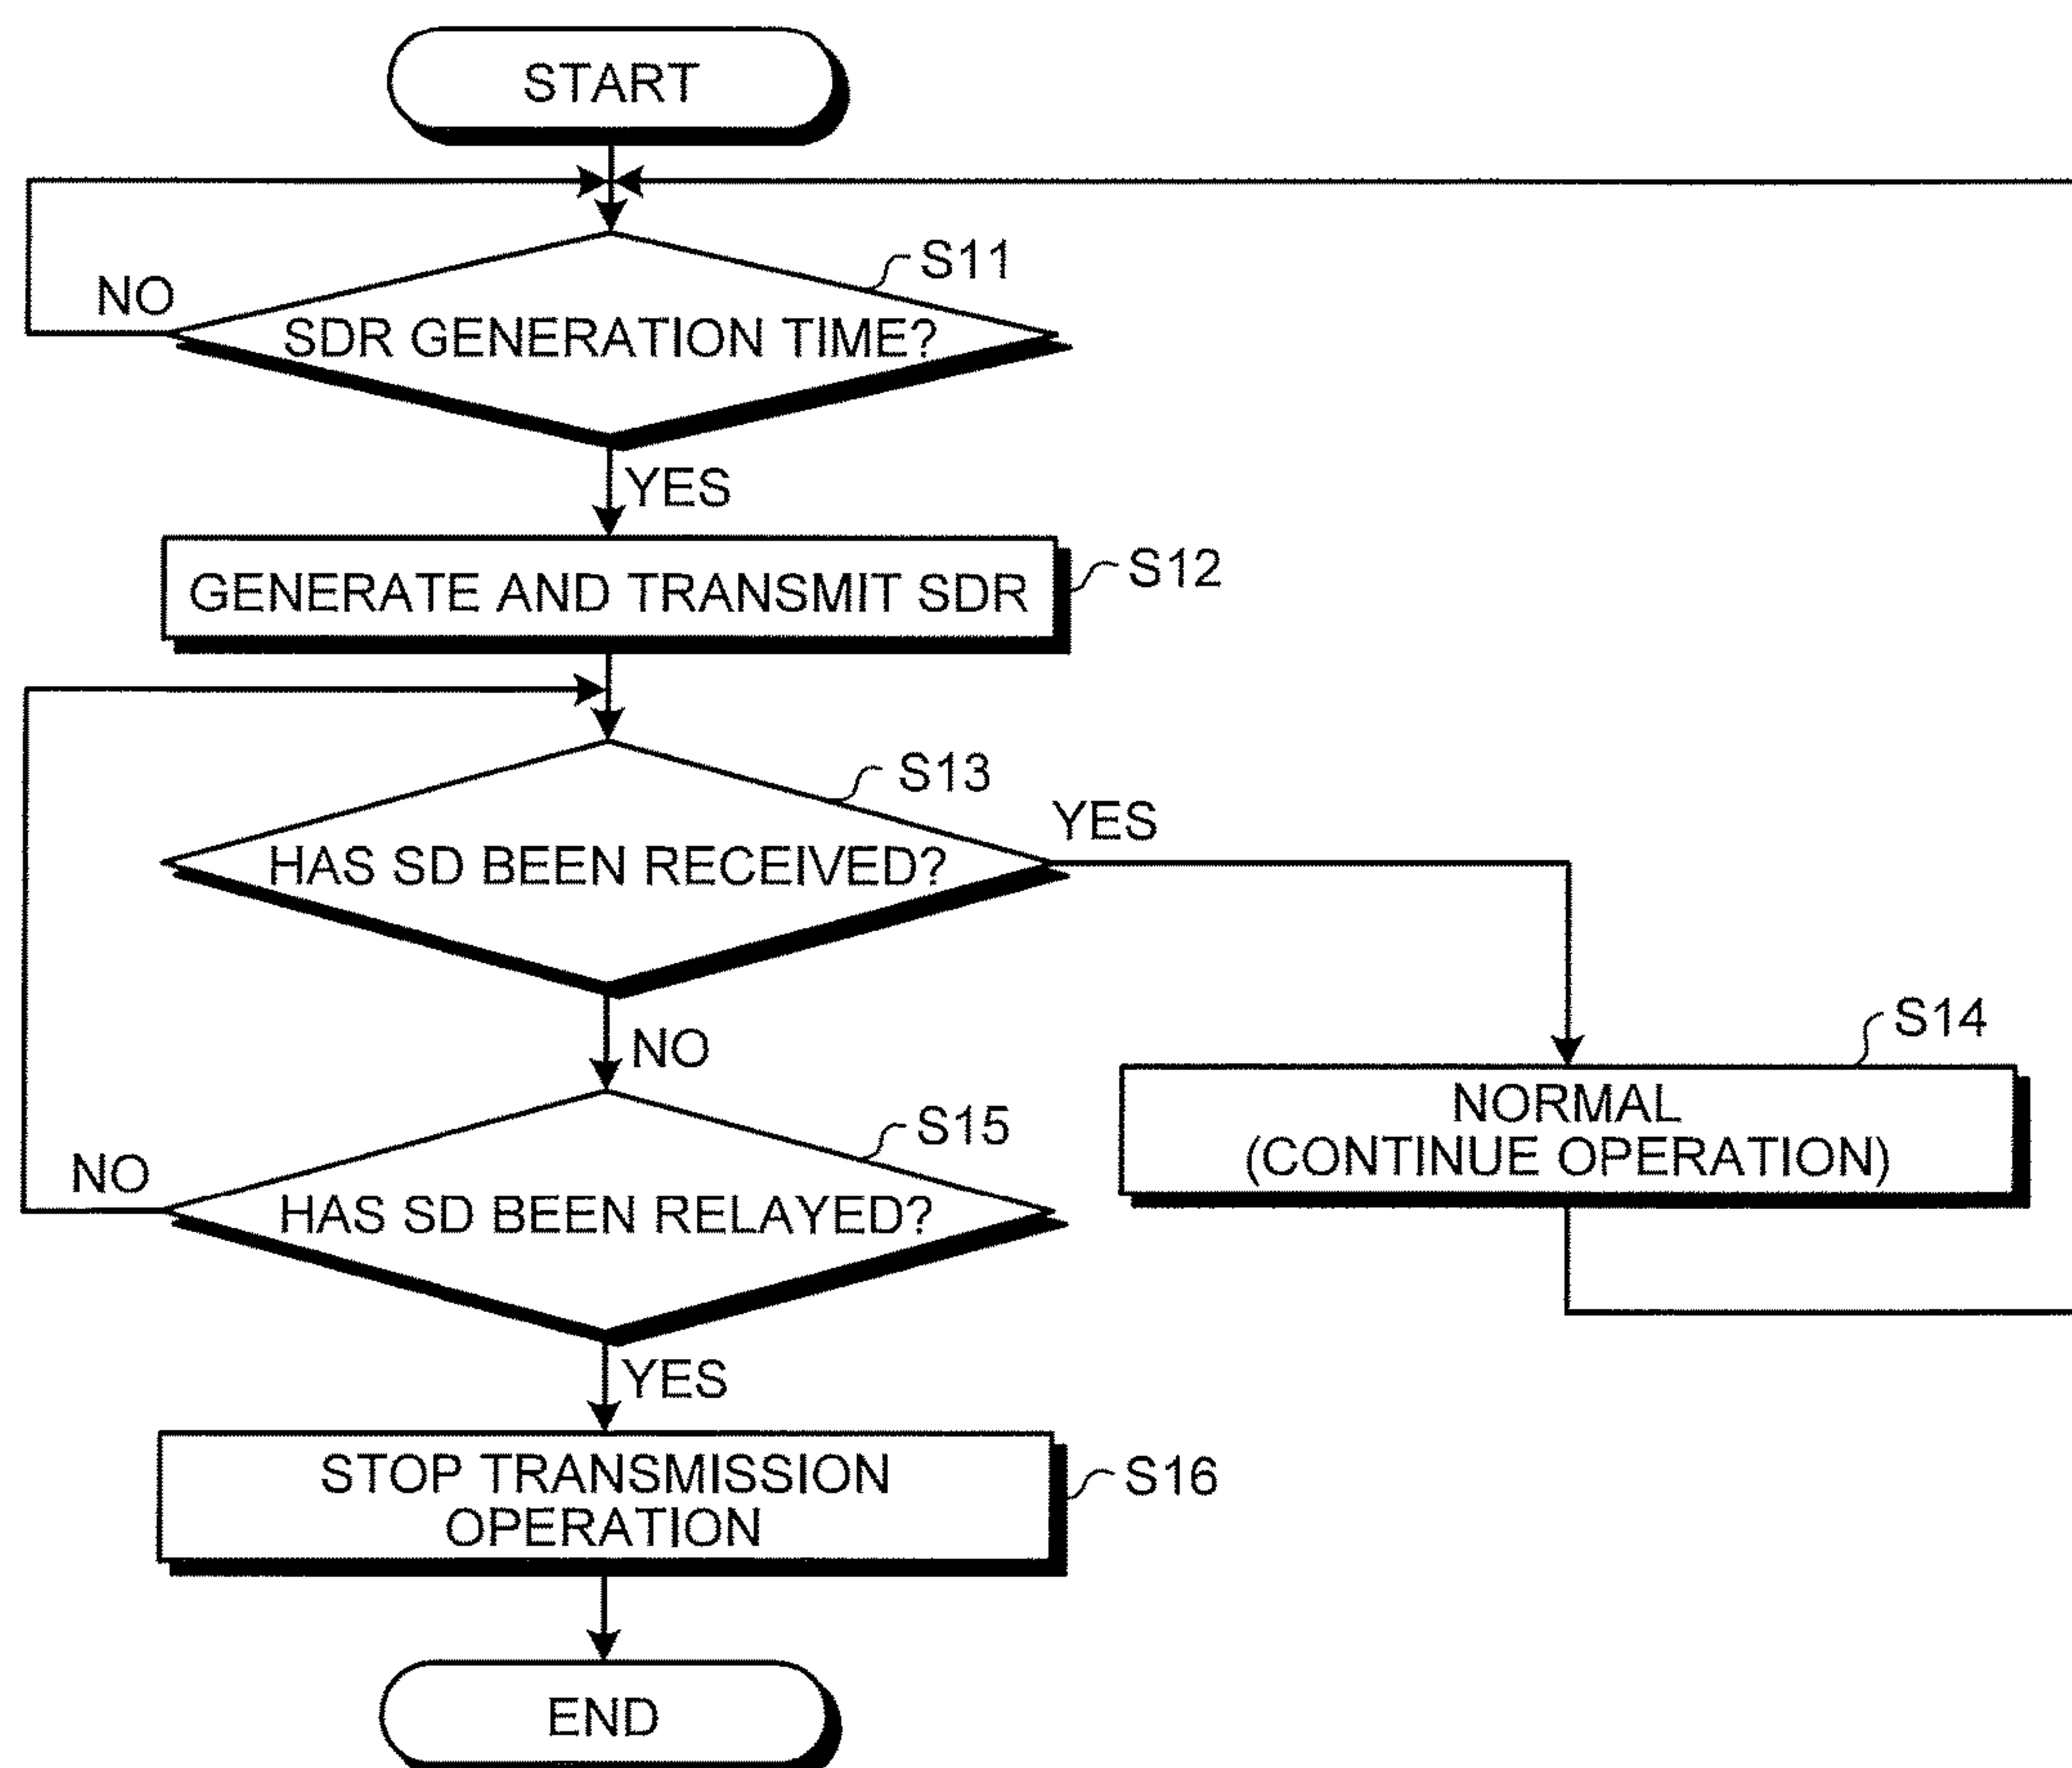 START
S11
NO
SDR GENERATION TIME?
YES
GENERATE AND TRANSMIT SDR
S12
S13
YES
HAS SD BEEN RECEIVED?
NO
S14
NORMAL
(CONTINUE OPERATION)
S15
NO
HAS SD BEEN RELAYED?
YES
STOP TRANSMISSION
OPERATION
S16
END